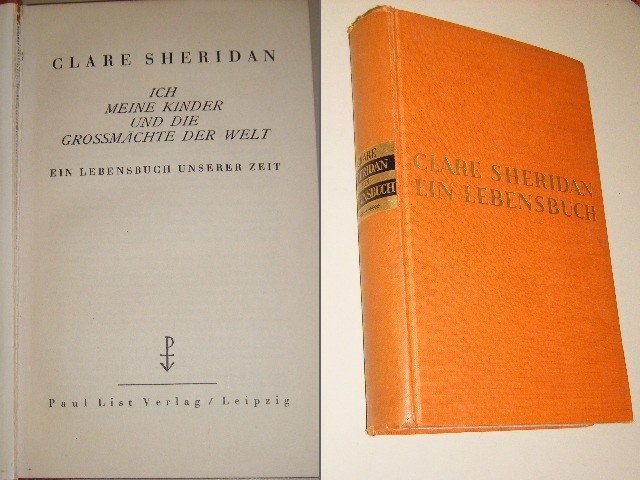 CLARE SHERIDAN
ICH
MEINE KINDER
UND DIE
GROSSMÄCHTE DER WELT
EIN LEBENSBUCH UNSERER ZEIT
Paul List Verlag / Leipzig
CLARE
SHERIDAN
LEBENSBUCH
CLARE SHERIDAN
EIN LEBENSBUCH